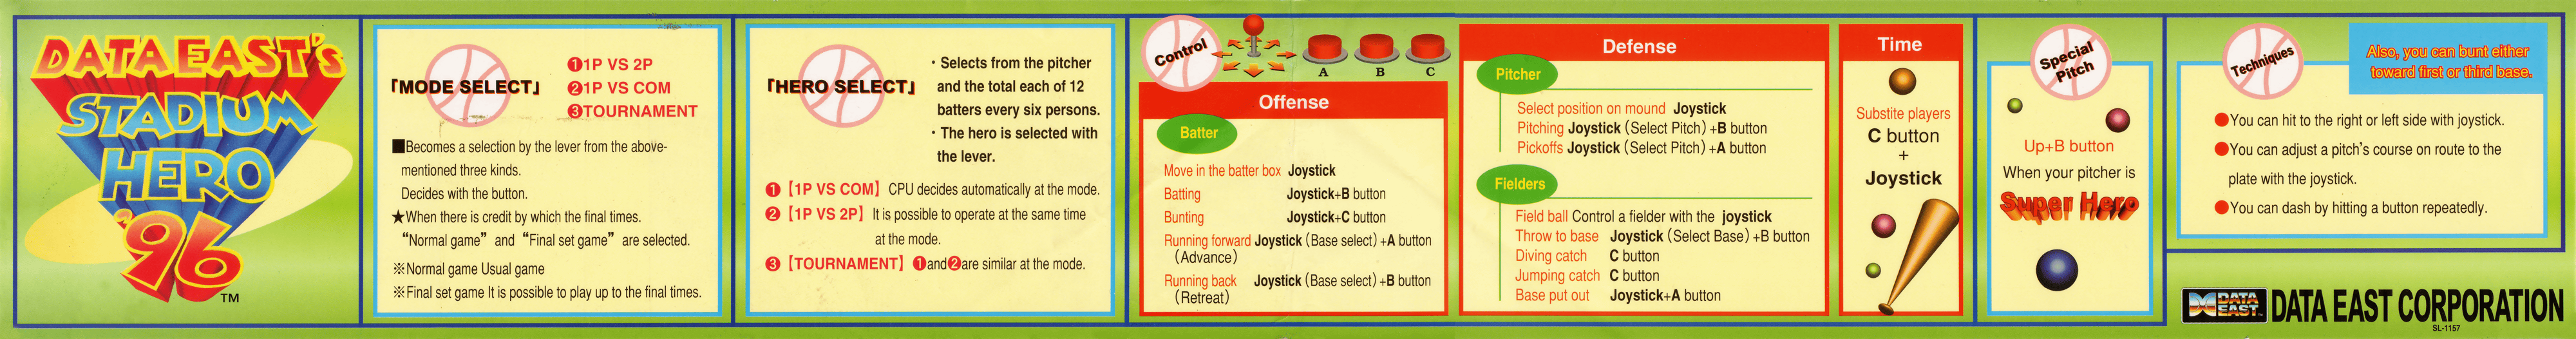 DATA EAST's
STADIUM
HERO
'96
TM
「MODE SELECT」
❶1P VS 2P
❷1P VS COM
❸TOURNAMENT
■Becomes a selection by the lever from the above-
mentioned three kinds.
Decides with the button.
★When there is credit by which the final times.
“Normal game” and “Final set game” are selected.
※Normal game Usual game
※Final set game It is possible to play up to the final times.
「HERO SELECT」
・Selects from the pitcher
and the total each of 12
batters every six persons.
・The hero is selected with
the lever.
❶【1P VS COM】 CPU decides automatically at the mode.
❷【1P VS 2P】 It is possible to operate at the same time
at the mode.
❸【TOURNAMENT】 ❶and❷are similar at the mode.
Control
A B C
Offense
Batter
Move in the batter box Joystick
Batting Joystick+B button
Bunting Joystick+C button
Running forward Joystick (Base select) +A button
(Advance)
Running back Joystick (Base select) +B button
(Retreat)
Defense
Pitcher
Select position on mound Joystick
Pitching Joystick (Select Pitch) +B button
Pickoffs Joystick (Select Pitch) +A button
Fielders
Field ball Control a fielder with the joystick
Throw to base Joystick (Select Base) +B button
Diving catch C button
Jumping catch C button
Base put out Joystick+A button
Time
Substite players
C button
+
Joystick
Special
Pitch
Up+B button
When your pitcher is
Super Hero
Techniques
Also, you can bunt either
toward first or third base.
●You can hit to the right or left side with joystick.
●You can adjust a pitch's course on route to the
plate with the joystick.
●You can dash by hitting a button repeatedly.
DATA
EAST
DATA EAST CORPORATION
SL-1157